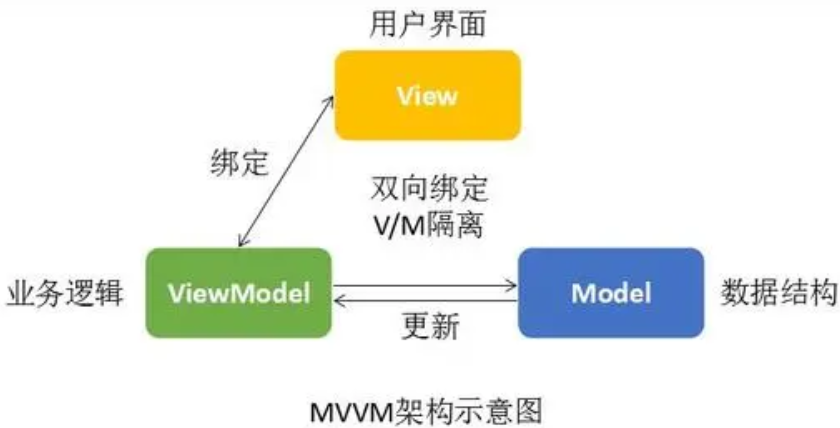 用户界面
View
绑定
双向绑定
V/M隔离
业务逻辑
ViewModel
Model
数据结构
更新
MVVM架构示意图